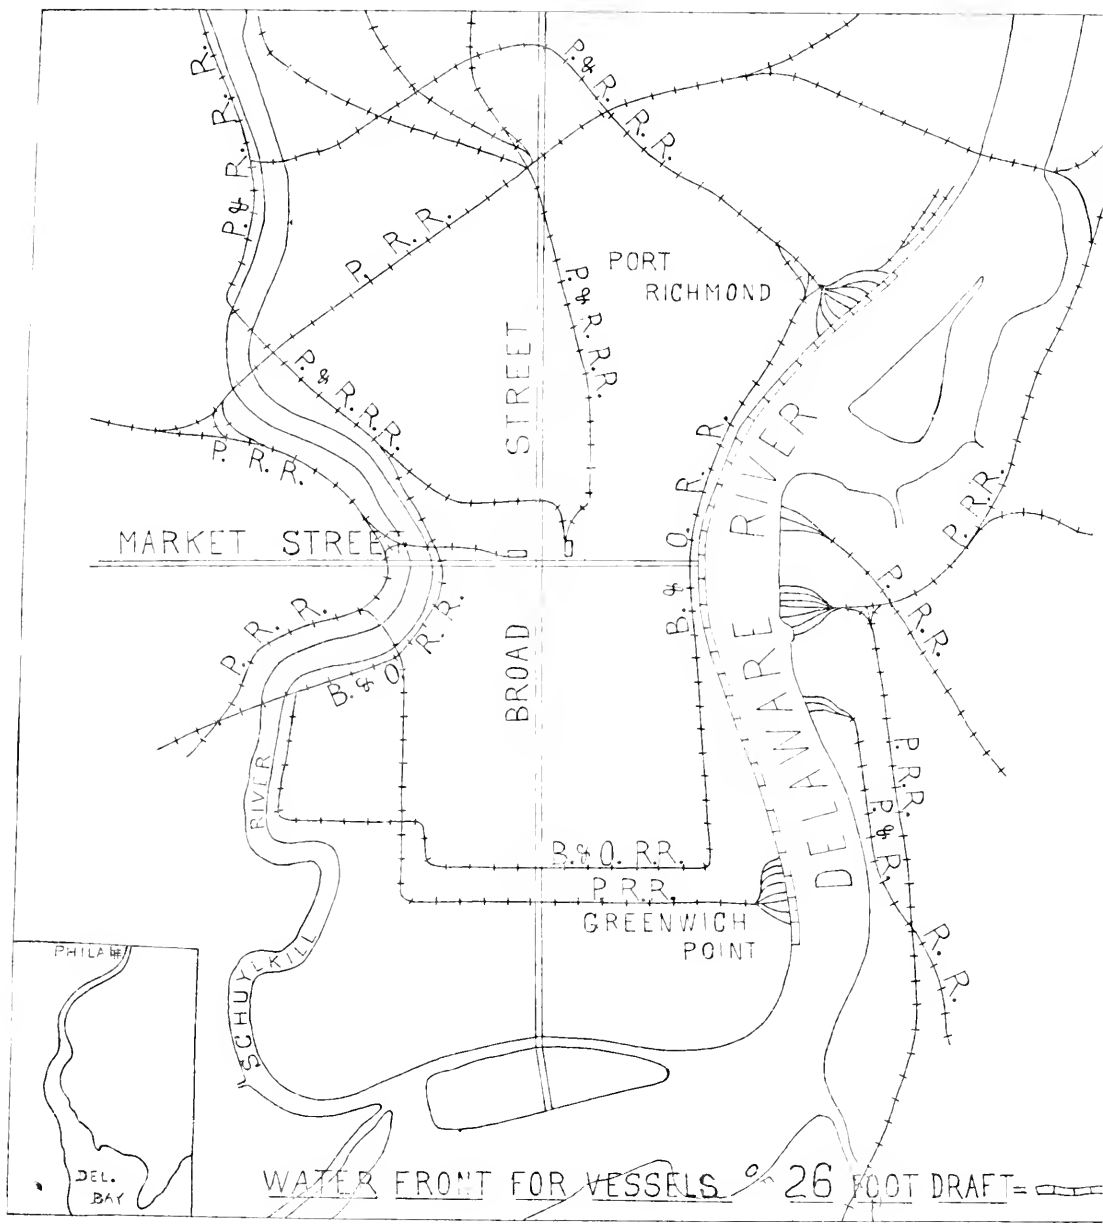 P. & R. R. R.
P. & R. R. R.
P. R. R.
PORT
RICHMOND
P. & R. R.R.
STREET
P. & R. R. R.
P. R. R.
B. & O. R. R.
DELAWARE RIVER
P. R.R.
MARKET STREET
P. R. R.
P. R. R.
B. & O. R. R.
BROAD
P. R. R.
P. & R. R. R.
RIVER
SCHUYLKILL
B. & O. R.R.
P. R.R.
GREENWICH
POINT
PHILA
DEL.
BAY
WATER FRONT FOR VESSELS OF 26 FOOT DRAFT =